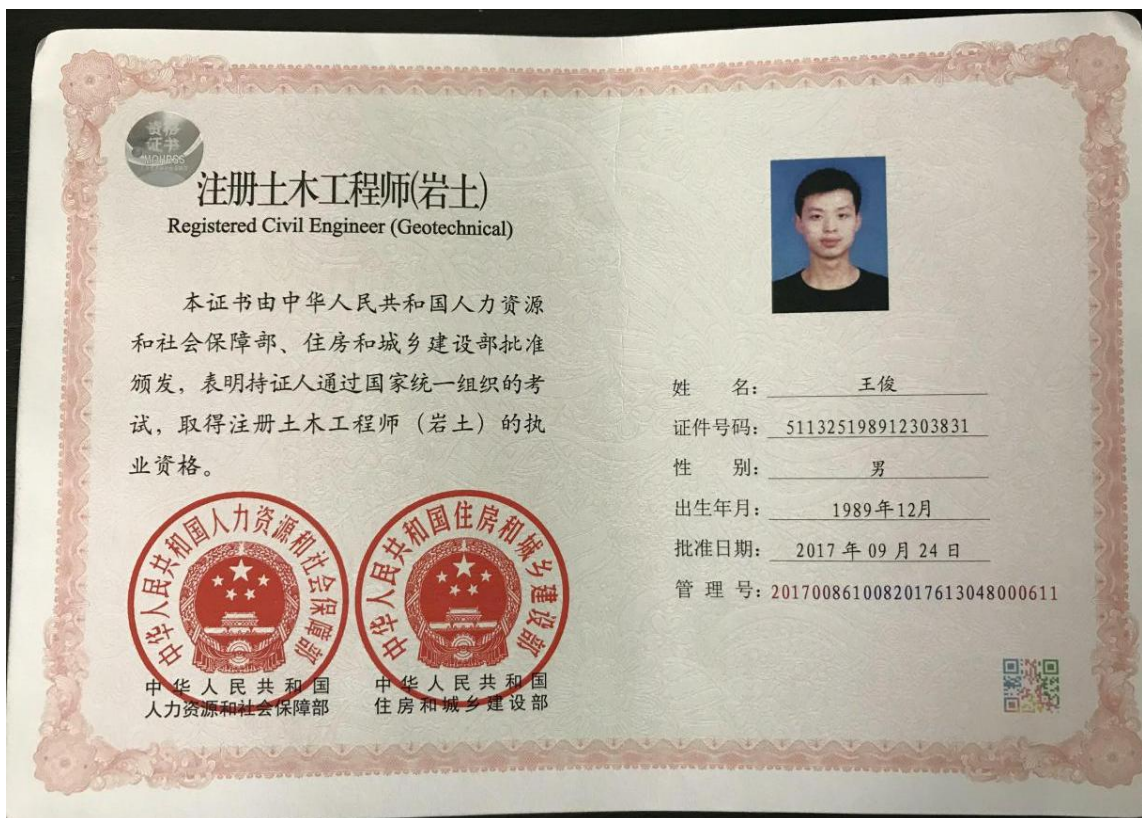 资格
证书
MOHRSS
注册土木工程师(岩土)
Registered Civil Engineer (Geotechnical)
本证书由中华人民共和国人力资源
和社会保障部、住房和城乡建设部批准
颁发,表明持证人通过国家统一组织的考
试,取得注册土木工程师(岩土)的执
业资格。
中华人民共和国人力资源和社会保障部
中华人民共和国住房和城乡建设部
中华人民共和国
人力资源和社会保障部
中华人民共和国
住房和城乡建设部
姓 名: 王俊
证件号码: 511325198912303831
性 别: 男
出生年月: 1989年12月
批准日期: 2017年09月24日
管 理 号: 2017008610082017613048000611